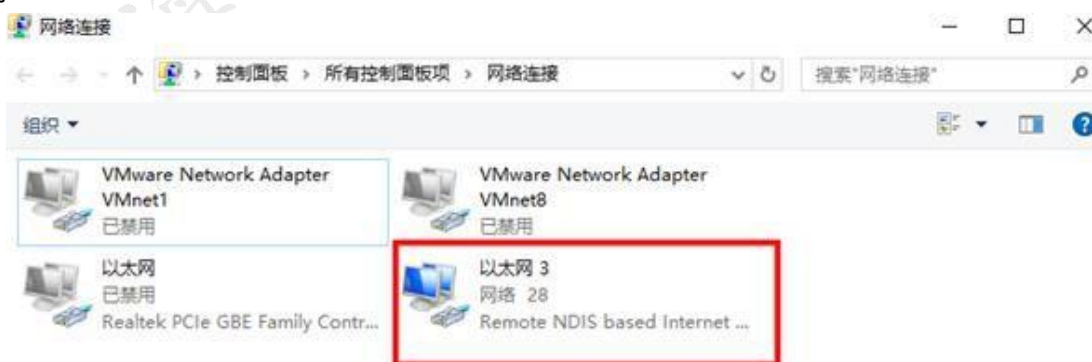 网络连接
控制面板 › 所有控制面板项 › 网络连接
搜索"网络连接"
组织
VMware Network Adapter
VMnet1
已禁用
VMware Network Adapter
VMnet8
已禁用
以太网
已禁用
Realtek PCIe GBE Family Contr...
以太网 3
网络 28
Remote NDIS based Internet ...